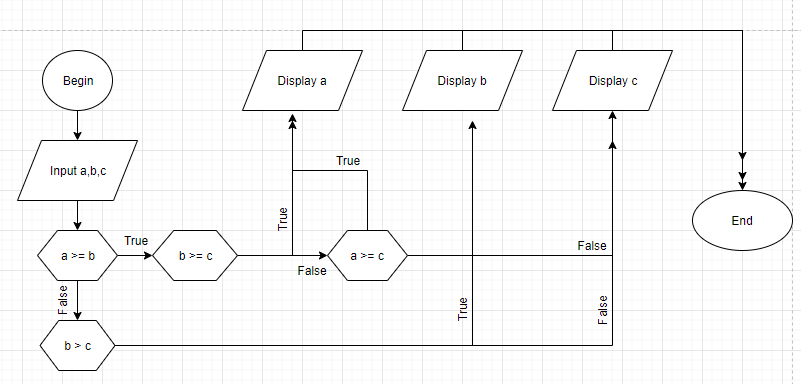 Begin
Display a
Display b
Display c
Input a,b,c
True
True
End
a >= b
True
b >= c
False
a >= c
False
False
True
False
b > c